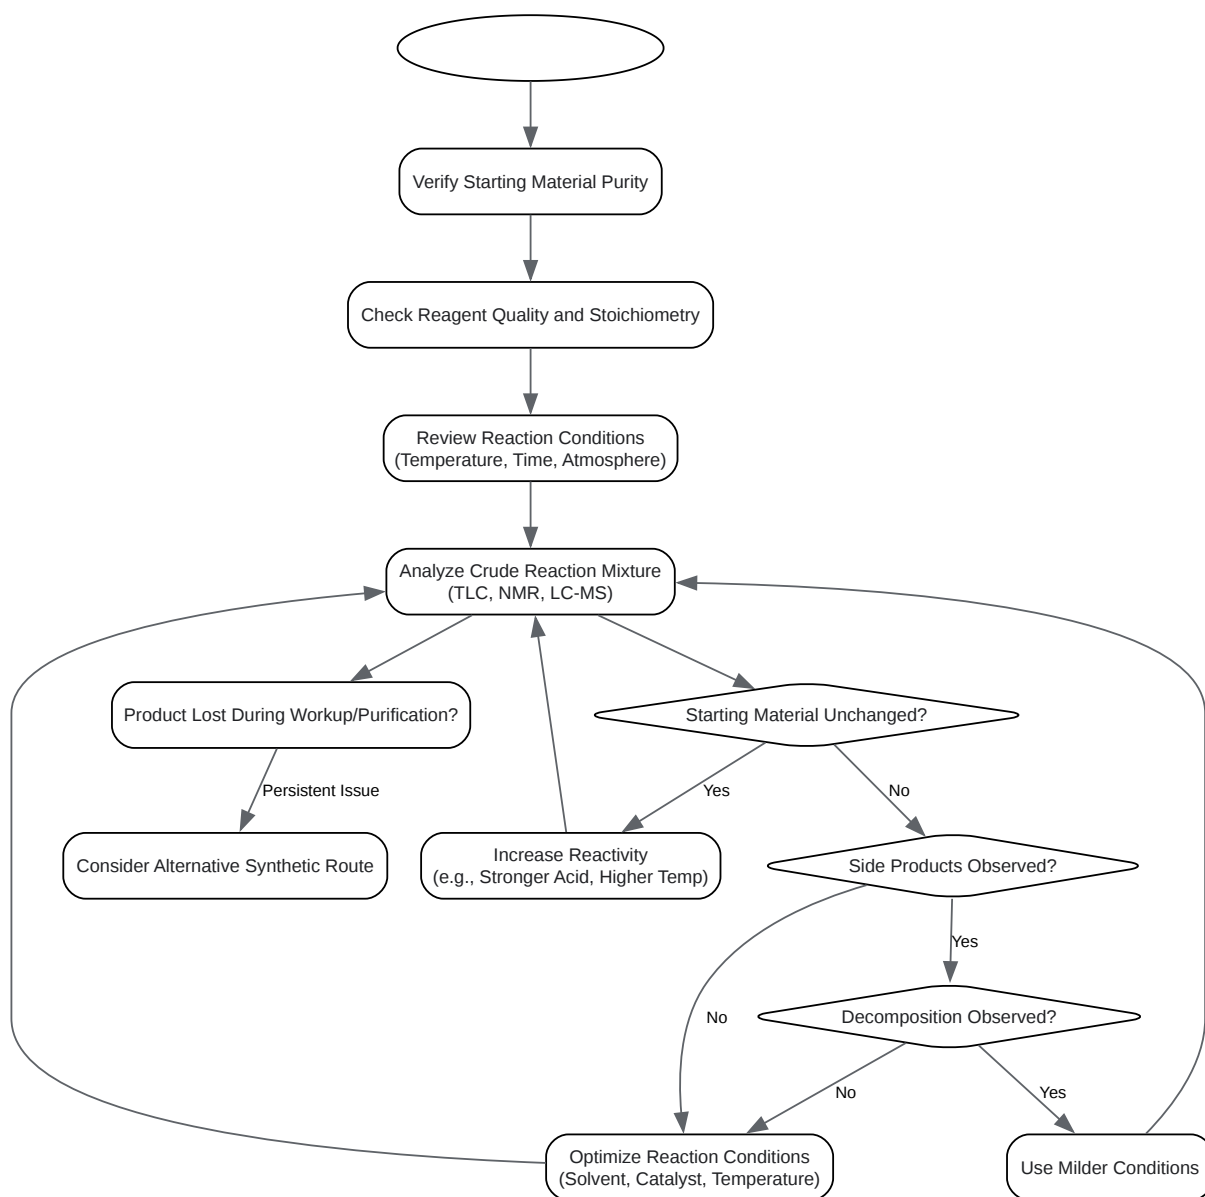 Verify Starting Material Purity
Check Reagent Quality and Stoichiometry
Review Reaction Conditions
(Temperature, Time, Atmosphere)
Analyze Crude Reaction Mixture
(TLC, NMR, LC-MS)
Product Lost During Workup/Purification?
Starting Material Unchanged?
Persistent Issue
Yes
No
Consider Alternative Synthetic Route
Increase Reactivity
(e.g., Stronger Acid, Higher Temp)
Side Products Observed?
Yes
No
Decomposition Observed?
No
Yes
Optimize Reaction Conditions
(Solvent, Catalyst, Temperature)
Use Milder Conditions